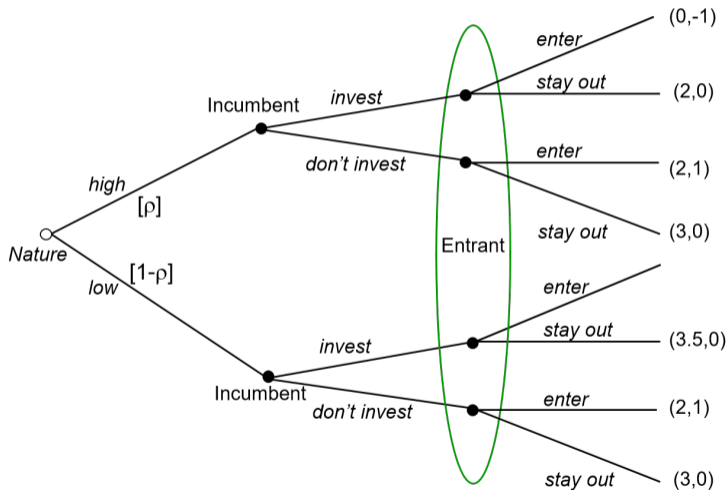 (0,-1)
enter
stay out
Incumbent
invest
(2,0)
don't invest
enter
(2,1)
high
[ρ]
stay out
(3,0)
Nature
Entrant
[1-ρ]
low
enter
invest
stay out
(3.5,0)
Incumbent
don't invest
enter
(2,1)
stay out
(3,0)